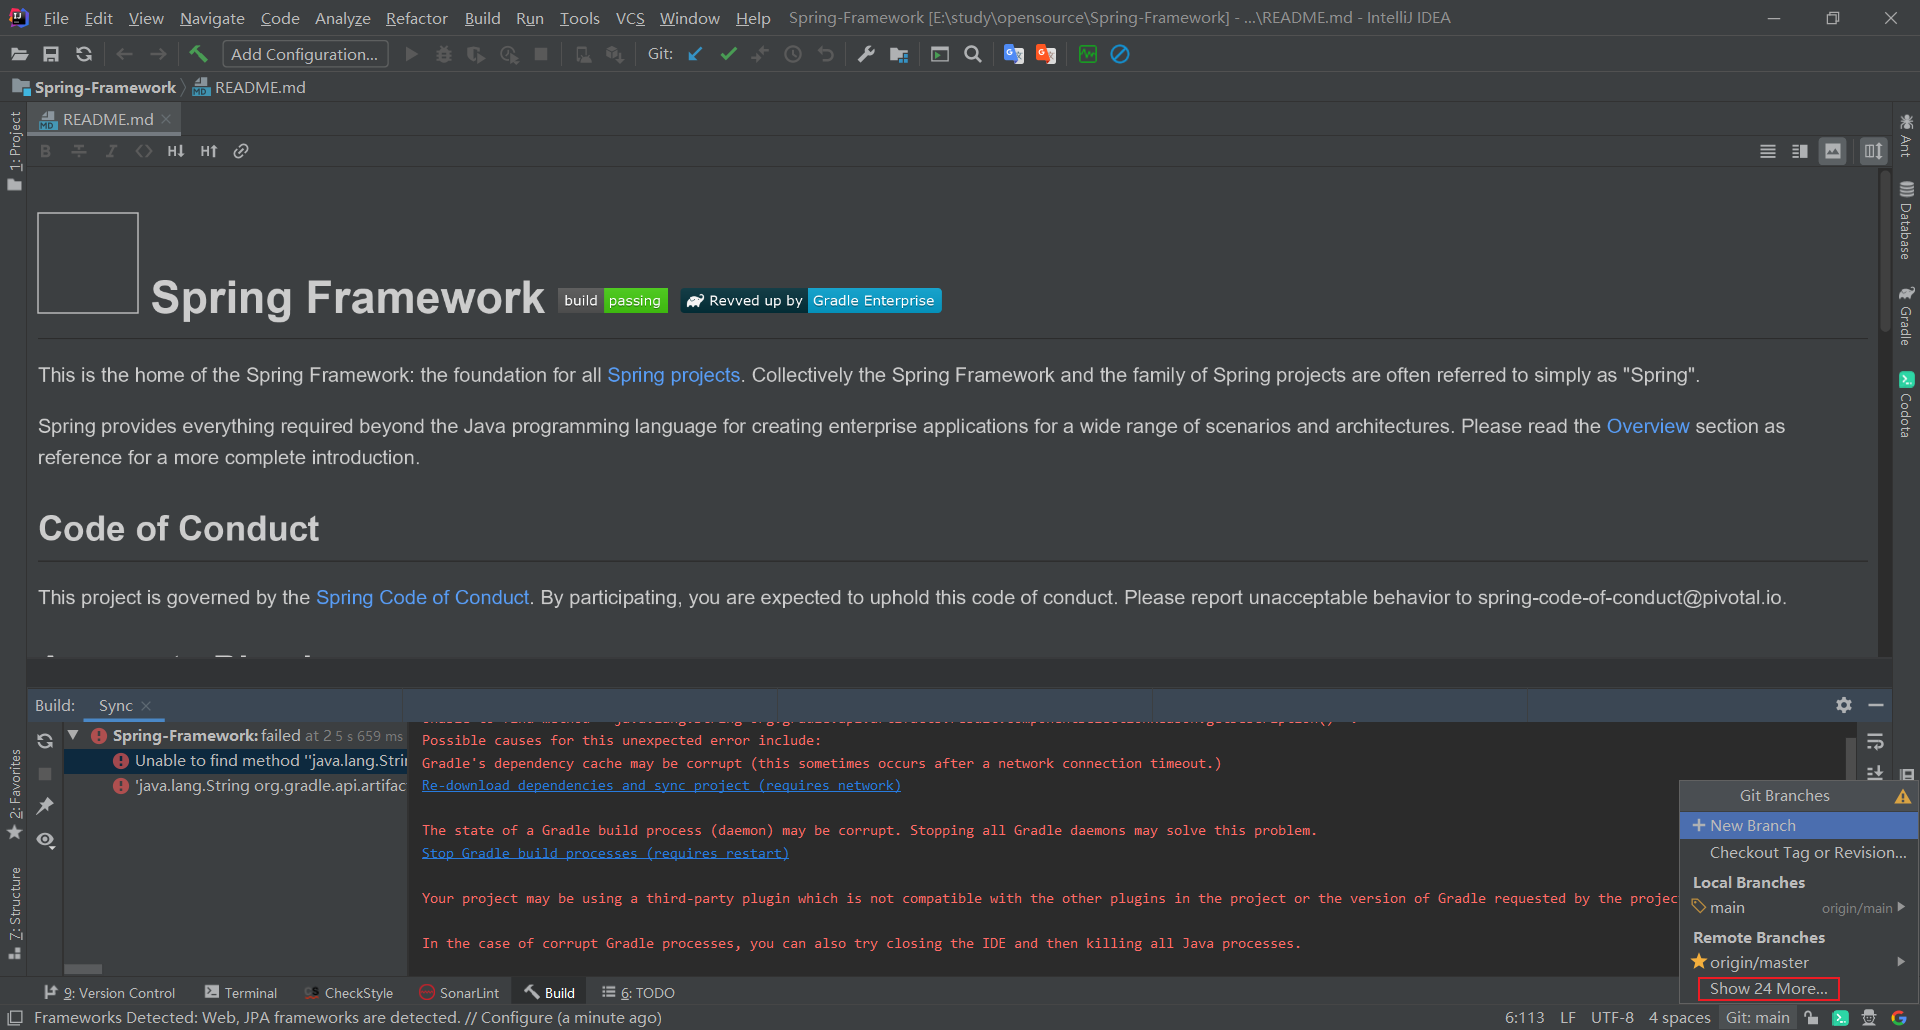 File Edit View Navigate Code Analyze Refactor Build Run Tools VCS Window Help Spring-Framework [E:\study\opensource\Spring-Framework] - ...\README.md - IntelliJ IDEA
Add Configuration... Git:
Spring-Framework README.md
README.md
B I <> H↓ H↑
1: Project
Ant
Database
Gradle
Codota
Spring Framework build passing Revved up by Gradle Enterprise
This is the home of the Spring Framework: the foundation for all Spring projects. Collectively the Spring Framework and the family of Spring projects are often referred to simply as "Spring".
Spring provides everything required beyond the Java programming language for creating enterprise applications for a wide range of scenarios and architectures. Please read the Overview section as
reference for a more complete introduction.
Code of Conduct
This project is governed by the Spring Code of Conduct. By participating, you are expected to uphold this code of conduct. Please report unacceptable behavior to spring-code-of-conduct@pivotal.io.
Build: Sync
Spring-Framework: failed at 2 5 s 659 ms
Unable to find method ''java.lang.Stri
'java.lang.String org.gradle.api.artifac
Possible causes for this unexpected error include:
Gradle's dependency cache may be corrupt (this sometimes occurs after a network connection timeout.)
Re-download dependencies and sync project (requires network)
The state of a Gradle build process (daemon) may be corrupt. Stopping all Gradle daemons may solve this problem.
Stop Gradle build processes (requires restart)
Your project may be using a third-party plugin which is not compatible with the other plugins in the project or the version of Gradle requested by the projec
In the case of corrupt Gradle processes, you can also try closing the IDE and then killing all Java processes.
2: Favorites
7: Structure
Git Branches
New Branch
Checkout Tag or Revision...
Local Branches
main origin/main
Remote Branches
origin/master
Show 24 More...
9: Version Control Terminal CheckStyle SonarLint Build 6: TODO
Frameworks Detected: Web, JPA frameworks are detected. // Configure (a minute ago) 6:113 LF UTF-8 4 spaces Git: main